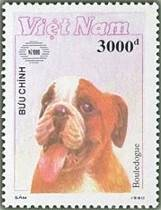 Việt Nam
3000đ
BƯU CHÍNH
Bouledogue